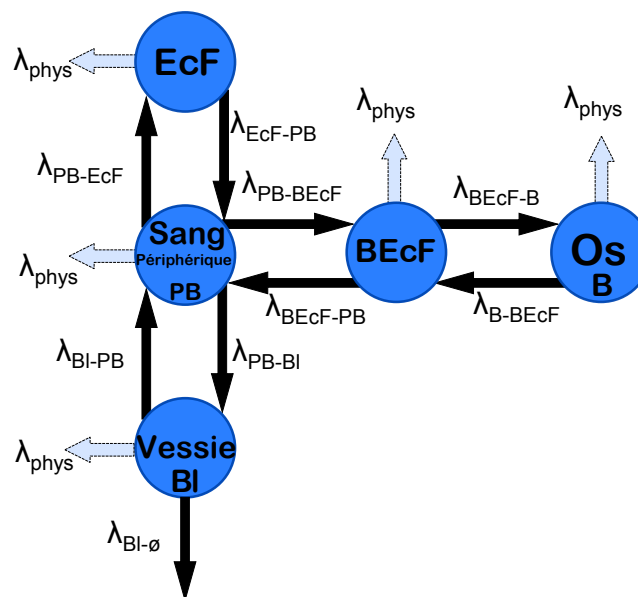 EcF
λphys
λEcF-PB
λphys
λphys
λPB-EcF
λPB-BEcF
λBEcF-B
Sang
Périphérique
PB
BEcF
Os
B
λphys
λBEcF-PB
λB-BEcF
λBl-PB
λPB-Bl
Vessie
Bl
λphys
λBl-ø